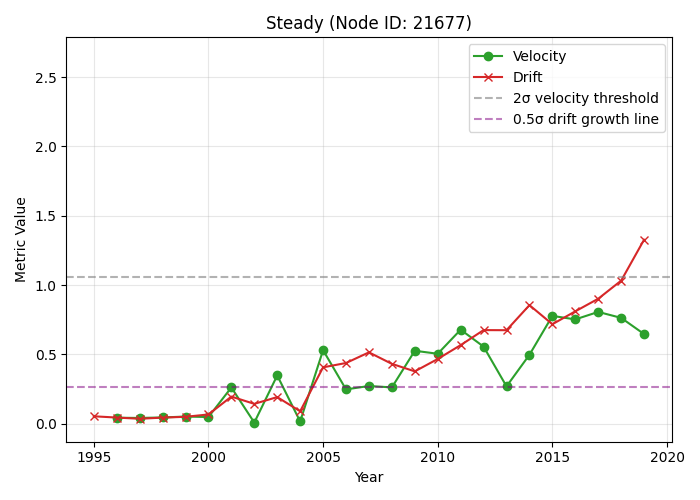 Steady (Node ID: 21677)
Velocity
Drift
2σ velocity threshold
0.5σ drift growth line
Metric Value
2.5
2.0
1.5
1.0
0.5
0.0
1995 2000 2005 2010 2015 2020
Year